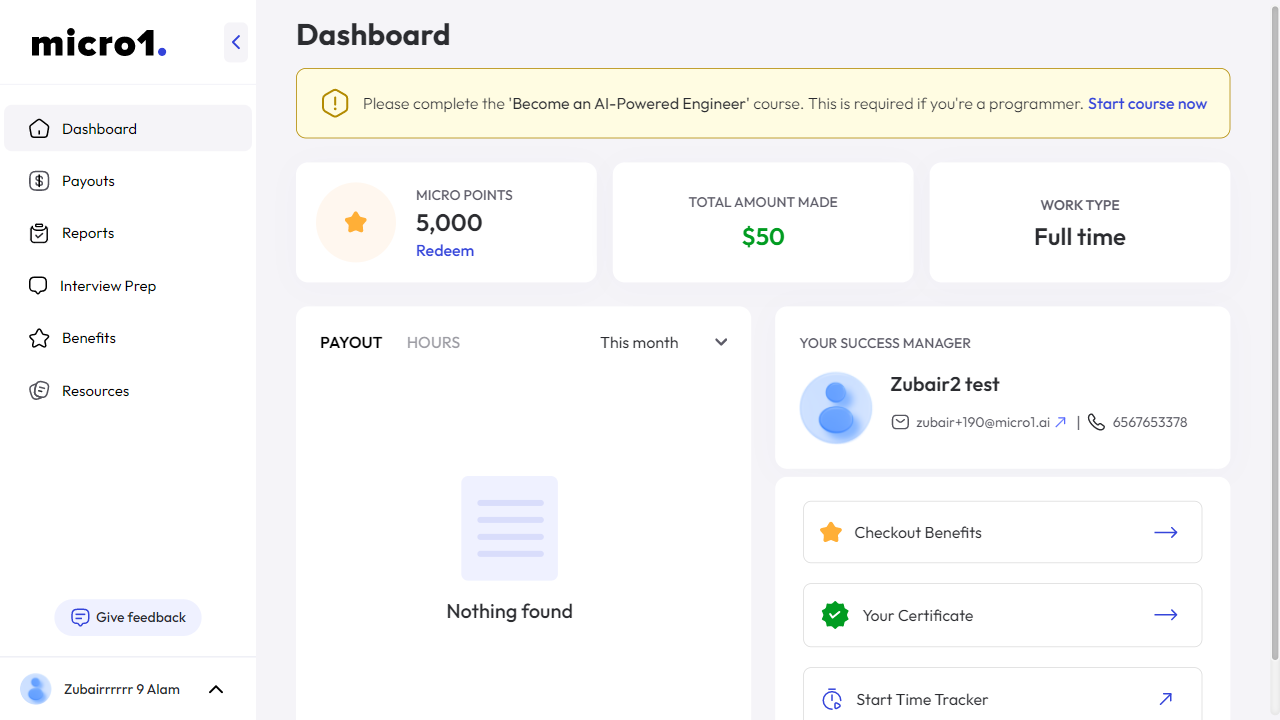 micro1.
Dashboard
Payouts
Reports
Interview Prep
Benefits
Resources
Give feedback
Zubairrrrrr 9 Alam
Dashboard
Please complete the 'Become an AI-Powered Engineer' course. This is required if you're a programmer. Start course now
MICRO POINTS
5,000
Redeem
TOTAL AMOUNT MADE
$50
WORK TYPE
Full time
PAYOUT HOURS This month
Nothing found
YOUR SUCCESS MANAGER
Zubair2 test
zubair+190@micro1.ai | 6567653378
Checkout Benefits
Your Certificate
Start Time Tracker